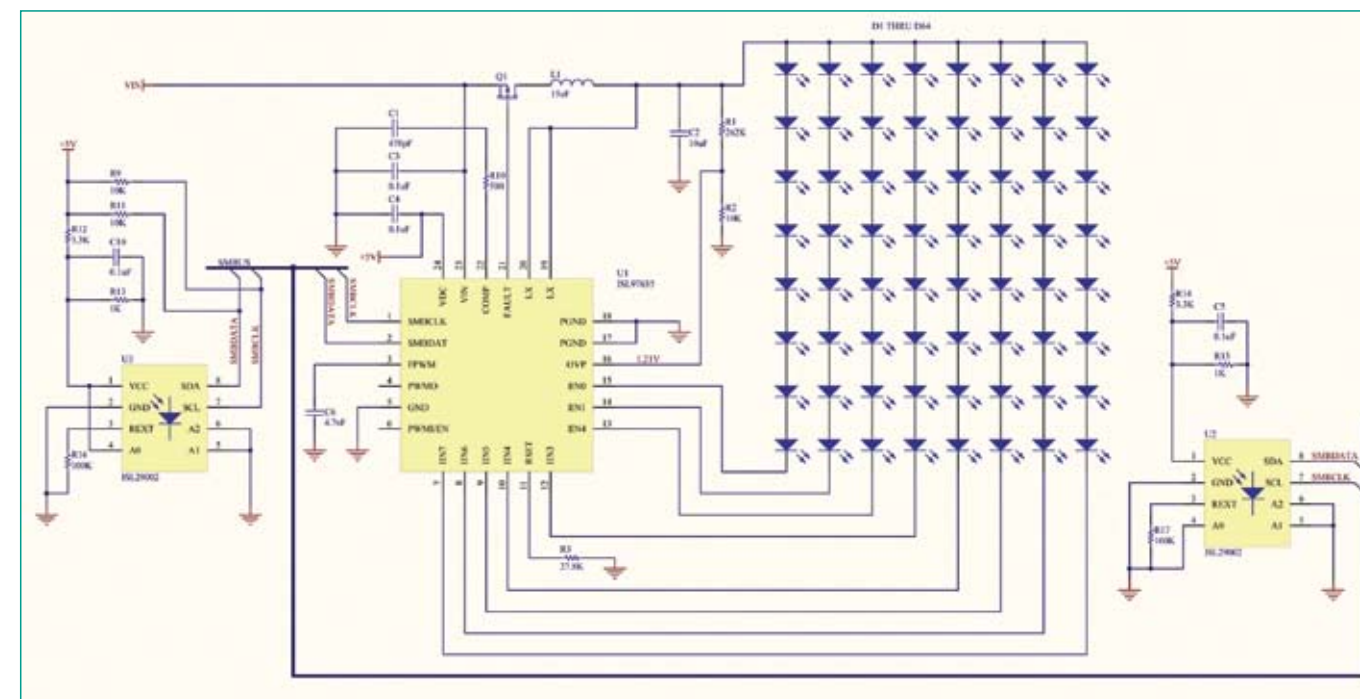 D1 THRU D64
VIN
Q1
L1
C1
470pF
C2
10uF
R1
262K
+5V
C3
0.1uF
R10
500
R9
10K
C4
0.1uF
R2
10K
R11
10K
R12
3.3K
C10
0.1uF
+5V
SMBUS
R13
1K
SMBDATA
SMBCLK
SMBDATA
SMBCLK
24 23 22 21 20 19
VDC VIN COMP FAULT LX LX
U1
ISL97635
1 SMBCLK
2 SMBDAT
3 FPWM
4 PWMO
5 GND
6 PWMI/EN
PGND 18
PGND 17
OVP 16 1.21V
IIN0 15
IIN1 14
13
IIN7 IIN6 IIN5 IIN4 RSET IIN3
7 8 9 10 11 12
C6
4.7nF
R3
27.8K
U3
1 VCC SDA 8
2 GND SCL 7
3 REXT A2 6
4 A0 A1 5
R16
100K
ISL29002
+5V
R14
3.3K
C5
0.1uF
R15
1K
U2
1 VCC SDA 8 SMBDATA
2 GND SCL 7 SMBCLK
3 REXT A2 6
4 A0 A1 5
R17
100K
ISL29002